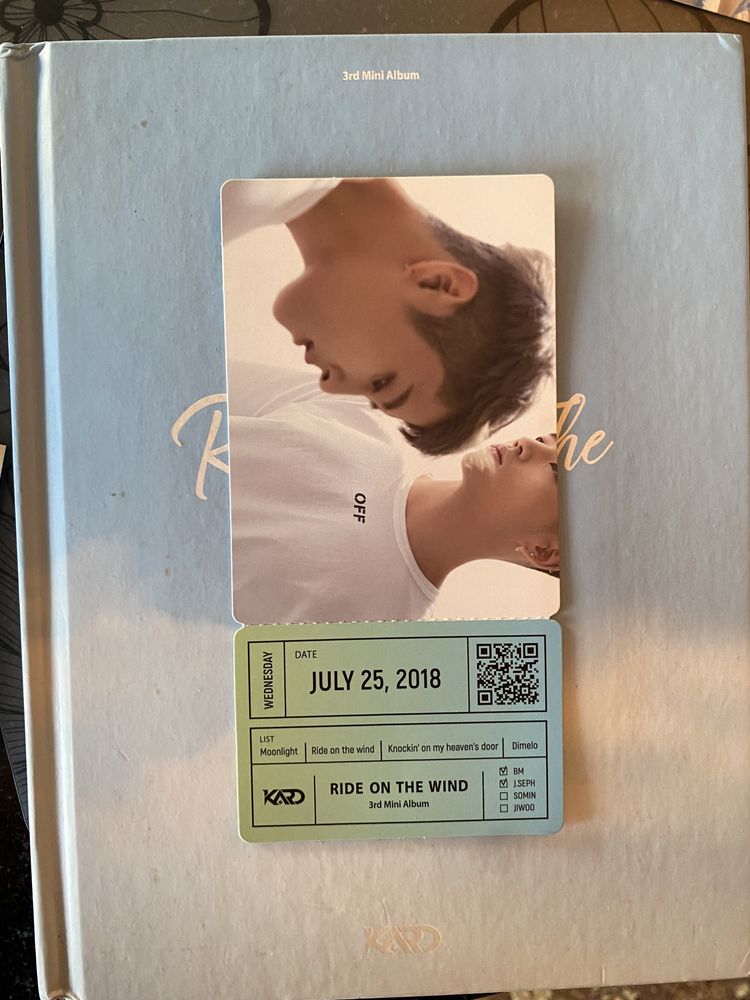 3rd Mini Album
R
he
OFF
WEDNESDAY
DATE
JULY 25, 2018
LIST
Moonlight
Ride on the wind
Knockin' on my heaven's door
Dimelo
KARD
RIDE ON THE WIND
3rd Mini Album
BM
J.SEPH
SOMIN
JIWOO
KARD